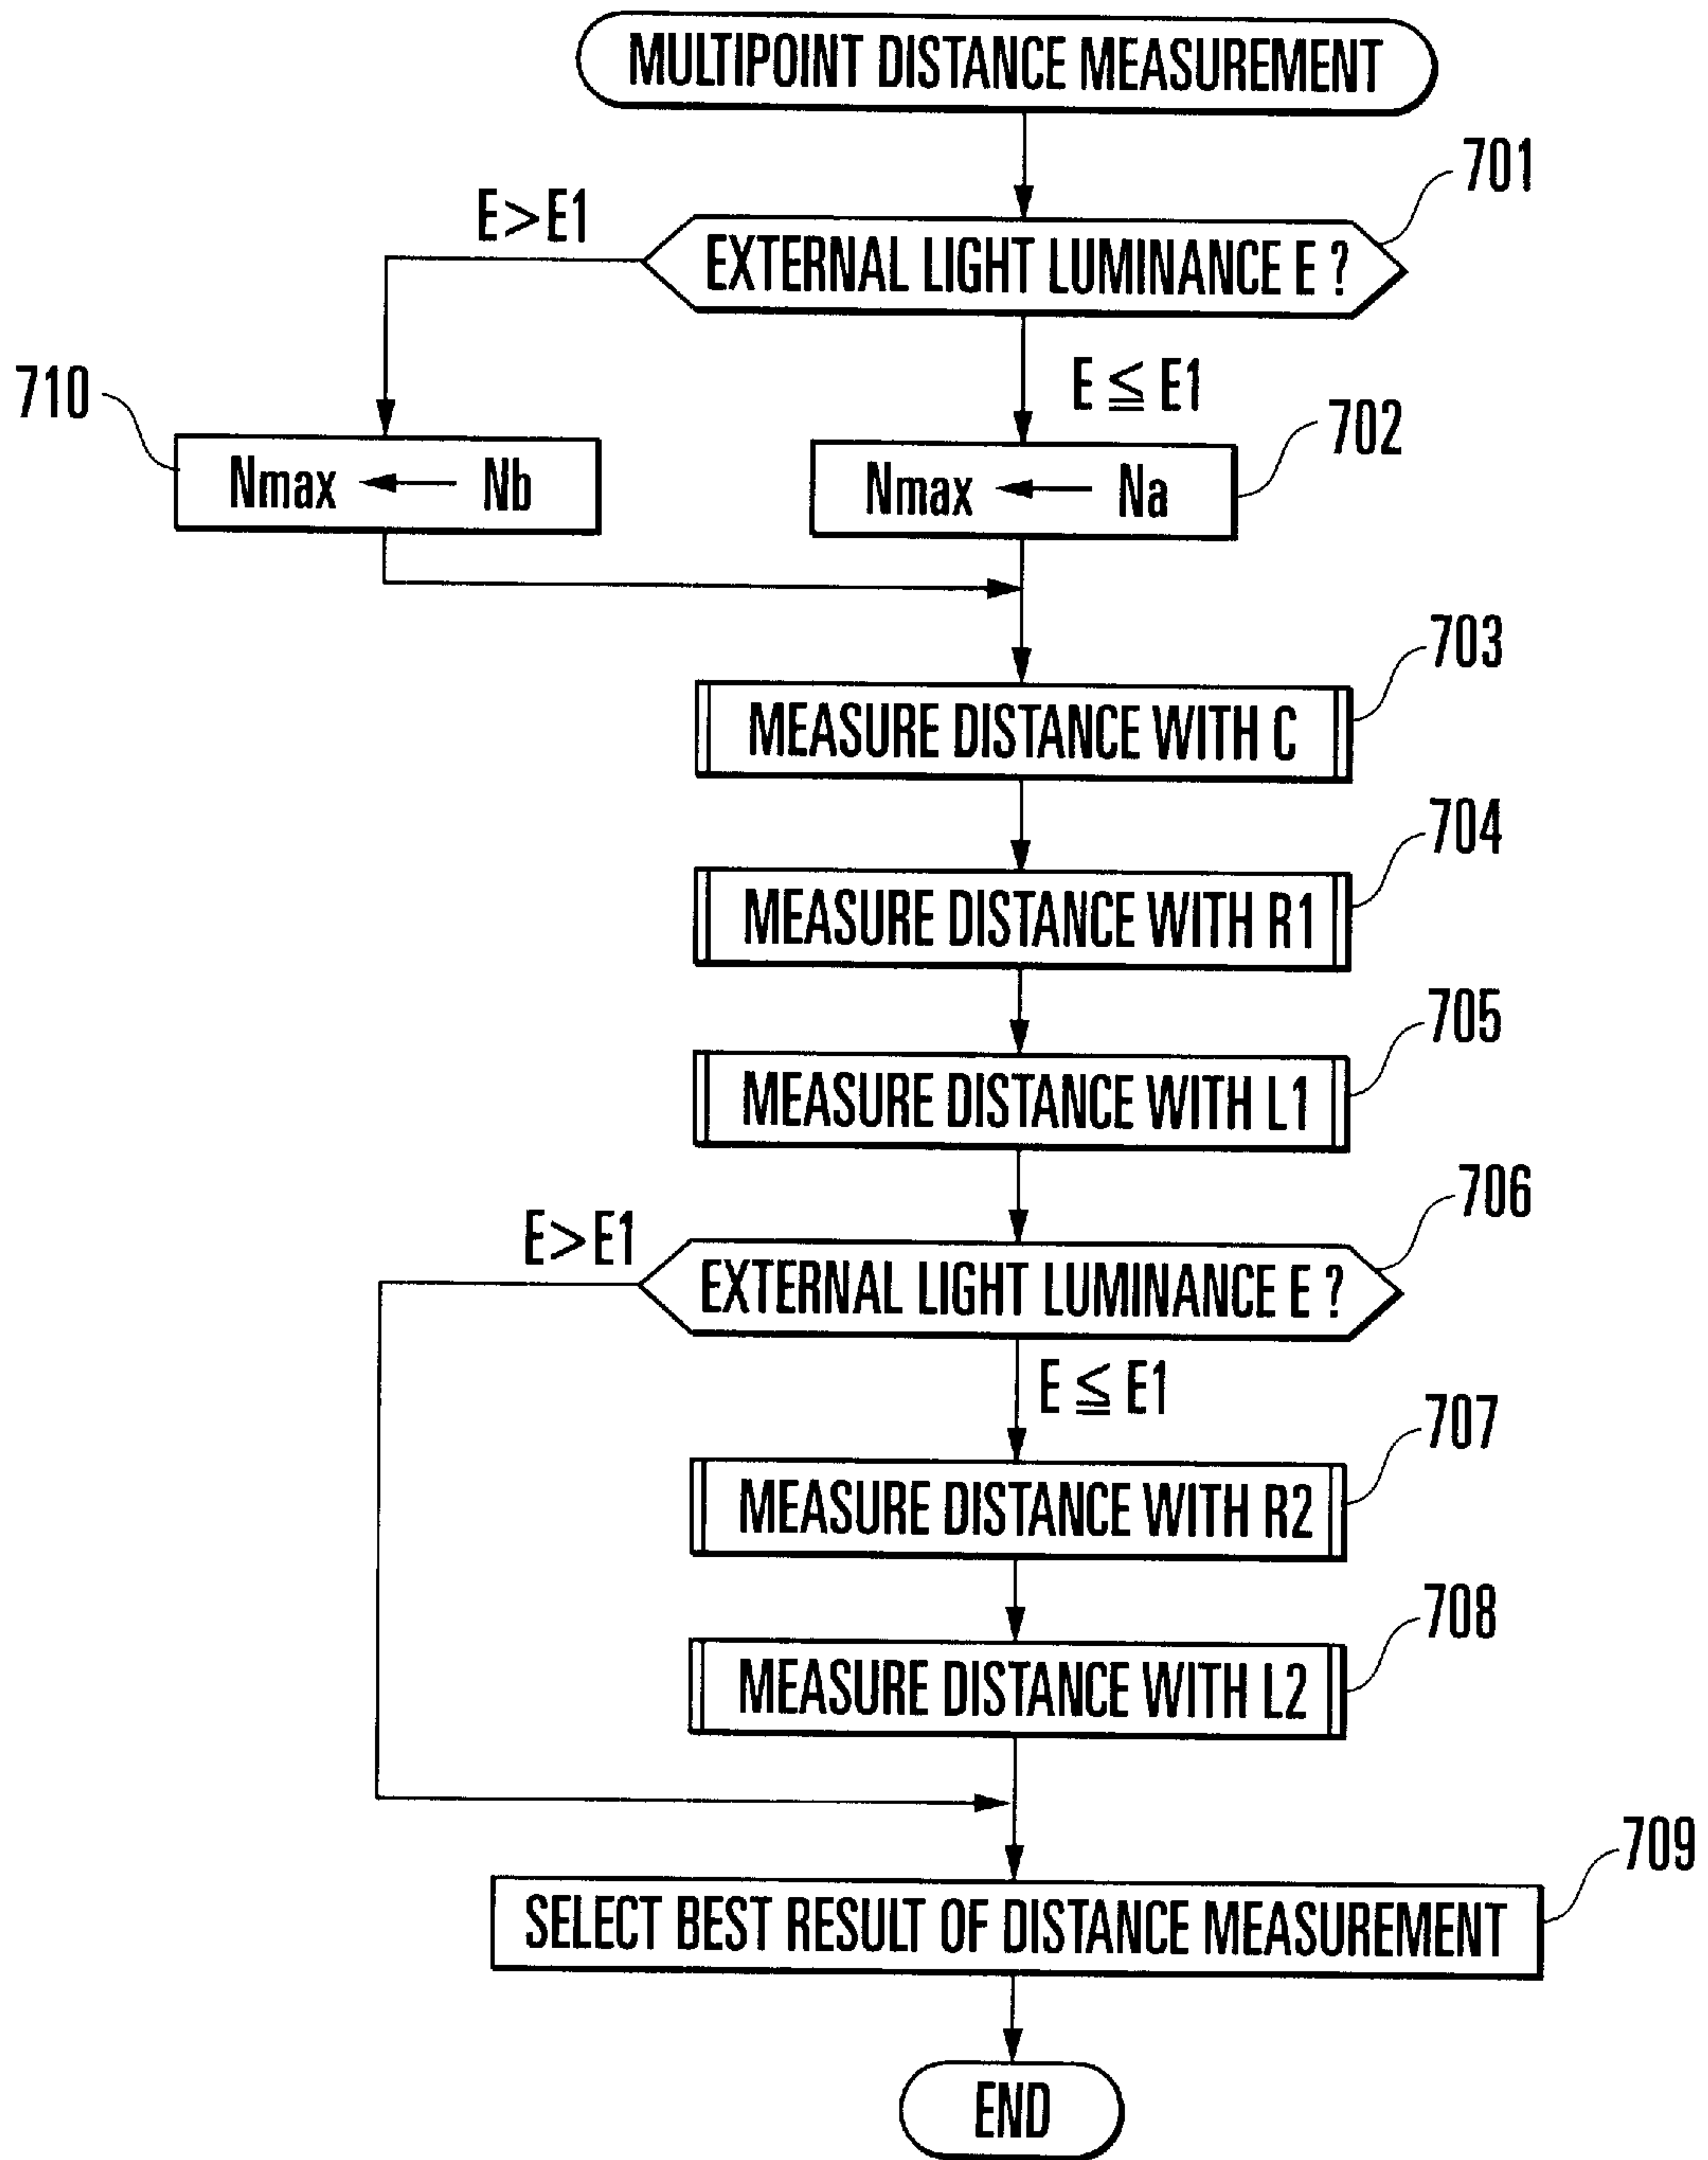 MULTIPOINT DISTANCE MEASUREMENT
701
E>E1
EXTERNAL LIGHT LUMINANCE E ?
E ≦ E1
710
702
Nmax ← Nb
Nmax ← Na
703
MEASURE DISTANCE WITH C
704
MEASURE DISTANCE WITH R1
705
MEASURE DISTANCE WITH L1
706
E>E1
EXTERNAL LIGHT LUMINANCE E ?
E ≦ E1
707
MEASURE DISTANCE WITH R2
708
MEASURE DISTANCE WITH L2
709
SELECT BEST RESULT OF DISTANCE MEASUREMENT
END